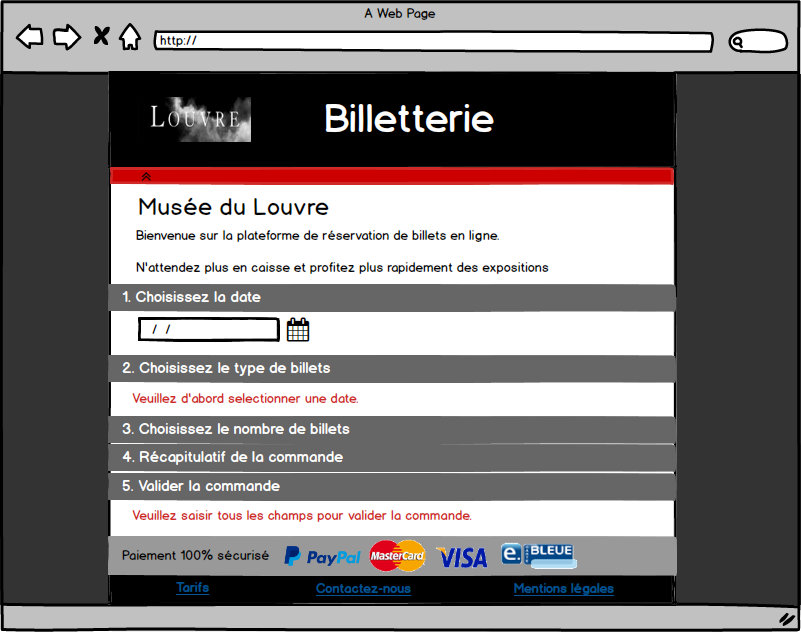 A Web Page
http://
LOUVRE
Billetterie
Musée du Louvre
Bienvenue sur la plateforme de réservation de billets en ligne.
N'attendez plus en caisse et profitez plus rapidement des expositions
1. Choisissez la date
/ /
2. Choisissez le type de billets
Veuillez d'abord selectionner une date.
3. Choisissez le nombre de billets
4. Récapitulatif de la commande
5. Valider la commande
Veuillez saisir tous les champs pour valider la commande.
Paiement 100% sécurisé PayPal MasterCard VISA e. BLEUE
Tarifs Contactez-nous Mentions légales